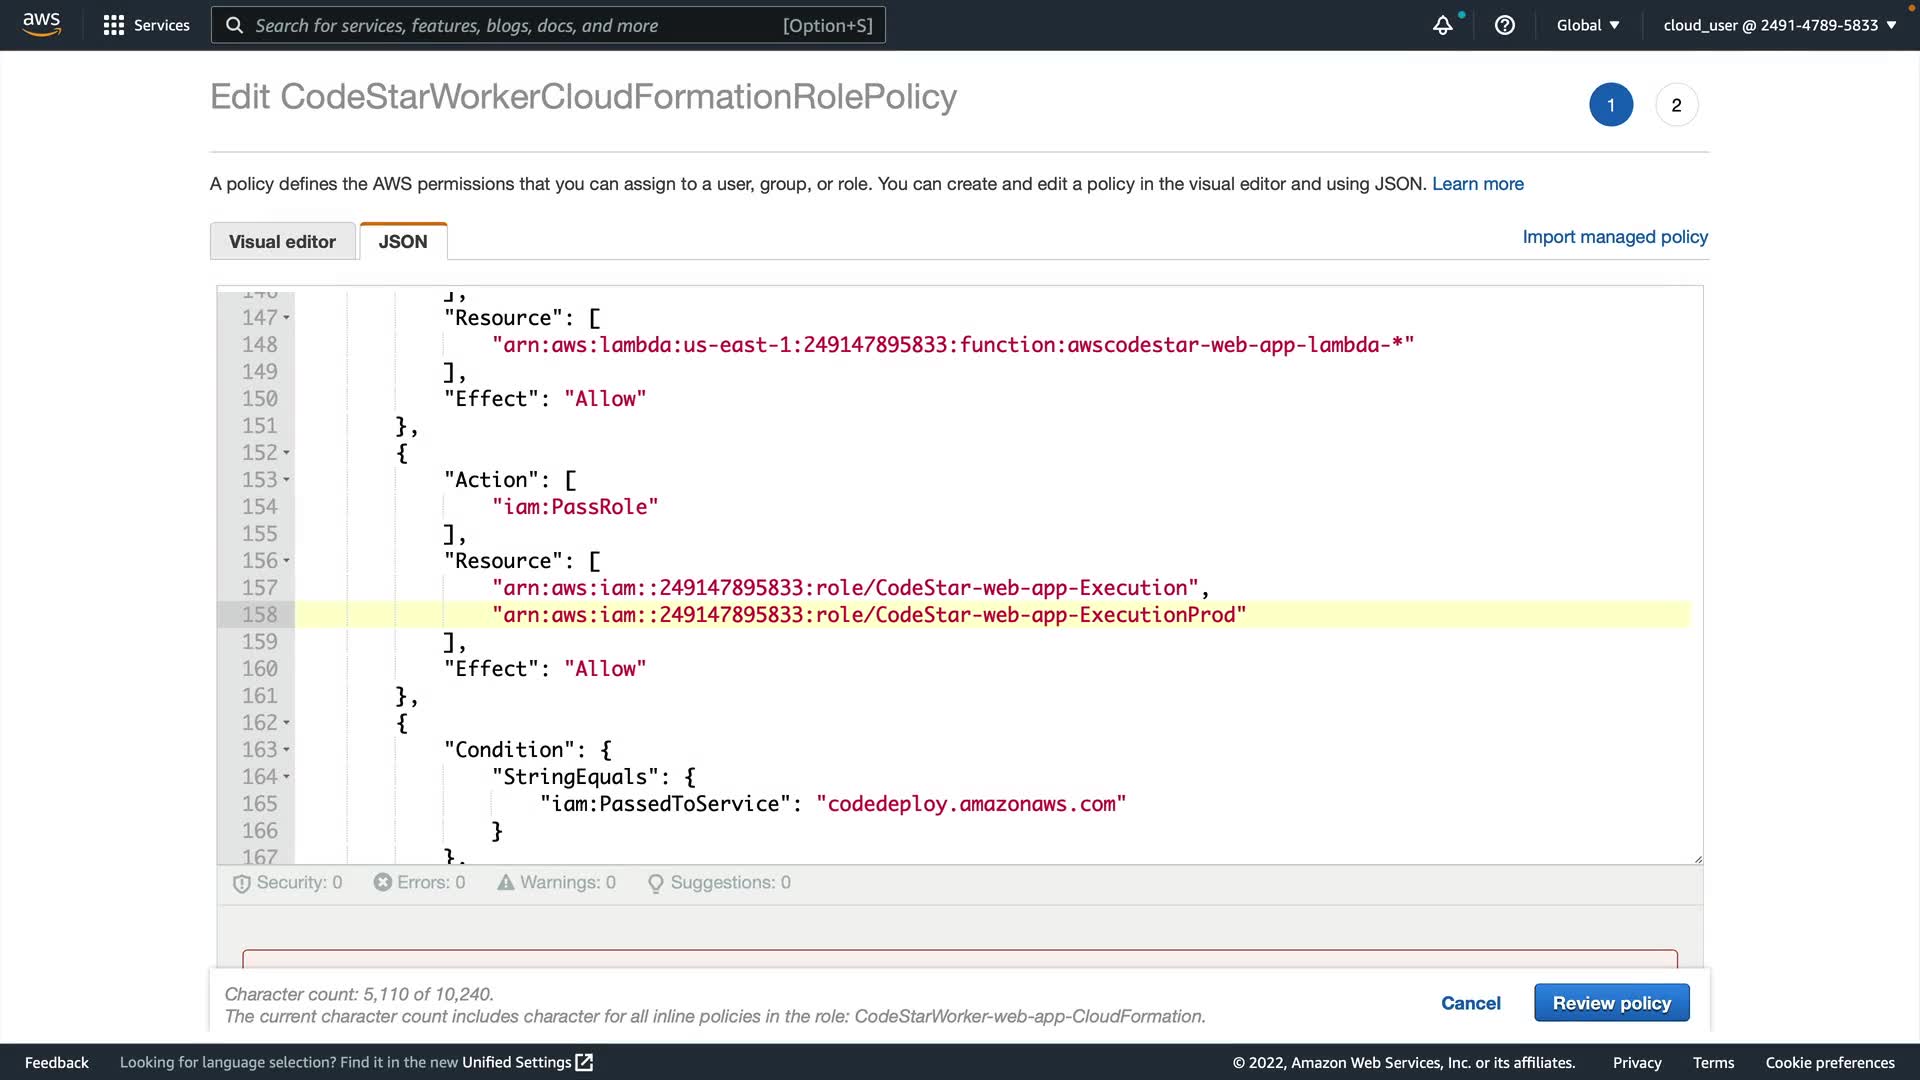 aws
Services
Search for services, features, blogs, docs, and more
[Option+S]
Global ▼
cloud_user @ 2491-4789-5833 ▼
Edit CodeStarWorkerCloudFormationRolePolicy
1
2
A policy defines the AWS permissions that you can assign to a user, group, or role. You can create and edit a policy in the visual editor and using JSON. Learn more
Visual editor
JSON
Import managed policy
146 ],
147 "Resource": [
148 "arn:aws:lambda:us-east-1:249147895833:function:awscodestar-web-app-lambda-*"
149 ],
150 "Effect": "Allow"
151 },
152 {
153 "Action": [
154 "iam:PassRole"
155 ],
156 "Resource": [
157 "arn:aws:iam::249147895833:role/CodeStar-web-app-Execution",
158 "arn:aws:iam::249147895833:role/CodeStar-web-app-ExecutionProd"
159 ],
160 "Effect": "Allow"
161 },
162 {
163 "Condition": {
164 "StringEquals": {
165 "iam:PassedToService": "codedeploy.amazonaws.com"
166 }
167 },
Security: 0
Errors: 0
Warnings: 0
Suggestions: 0
Character count: 5,110 of 10,240.
The current character count includes character for all inline policies in the role: CodeStarWorker-web-app-CloudFormation.
Cancel
Review policy
Feedback
Looking for language selection? Find it in the new Unified Settings
© 2022, Amazon Web Services, Inc. or its affiliates.
Privacy
Terms
Cookie preferences